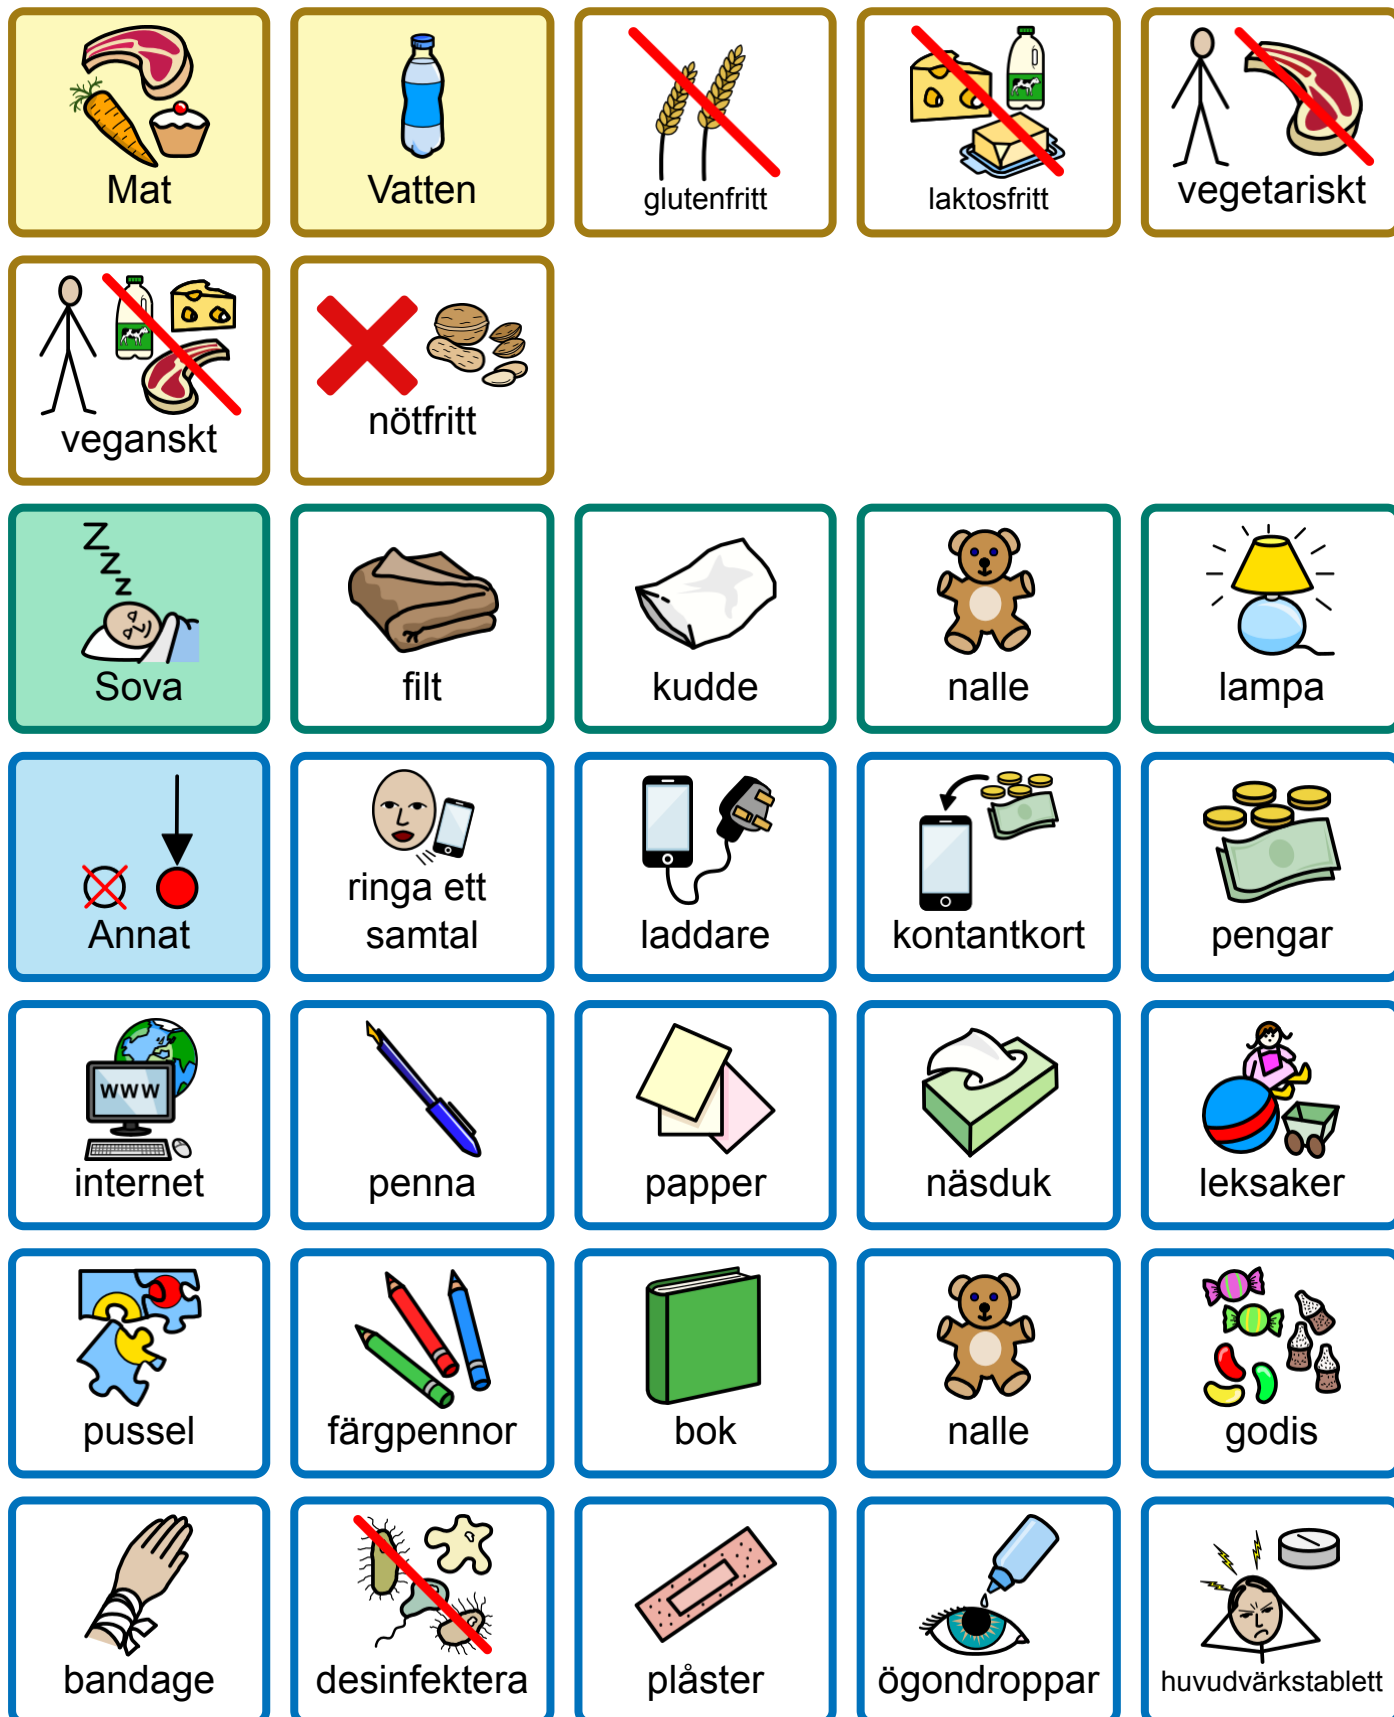 Mat
Vatten
glutenfritt
laktosfritt
vegetariskt
veganskt
nötfritt
Z
Z
Z
Sova
filt
kudde
nalle
lampa
Annat
ringa ett
samtal
laddare
kontantkort
pengar
www
internet
penna
papper
näsduk
leksaker
pussel
färgpennor
bok
nalle
godis
bandage
desinfektera
plåster
ögondroppar
huvudvärkstablett